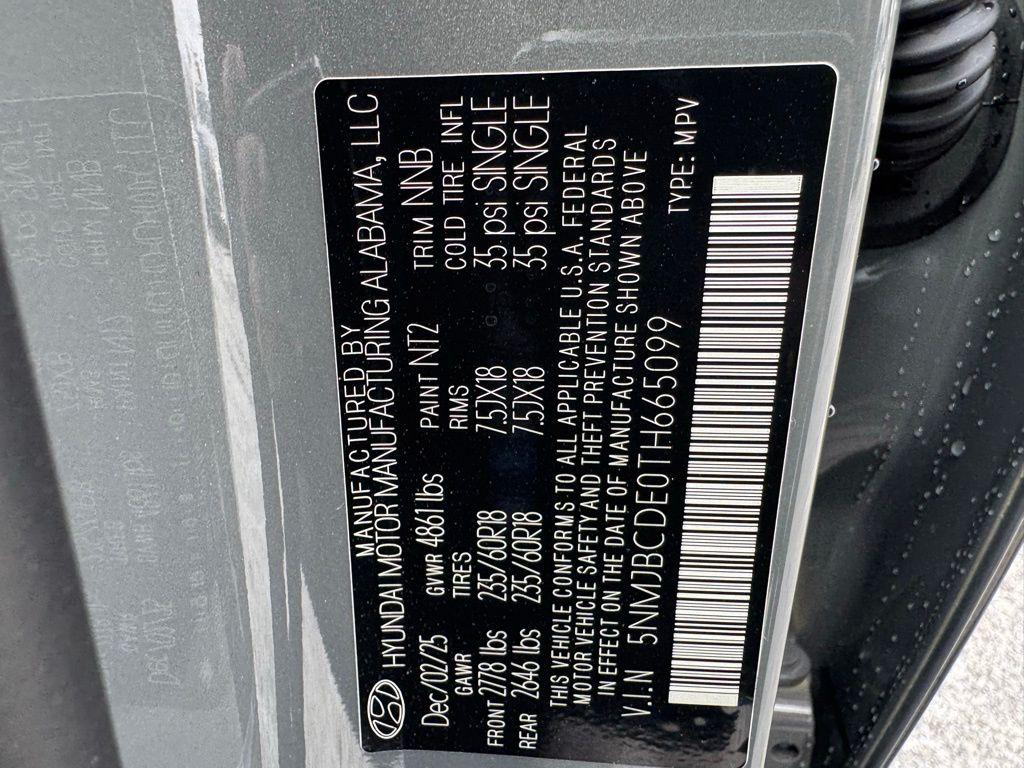 MANUFACTURED BY
HYUNDAI MOTOR MANUFACTURING ALABAMA, LLC
Dec/02/25 GVWR 4861 lbs PAINT NT2 TRIM NNB
GAWR TIRES RIMS COLD TIRE INFL
FRONT 2778 lbs 235/60R18 7.5JX18 35 psi SINGLE
REAR 2646 lbs 235/60R18 7.5JX18 35 psi SINGLE
THIS VEHICLE CONFORMS TO ALL APPLICABLE U.S.A. FEDERAL
MOTOR VEHICLE SAFETY AND THEFT PREVENTION STANDARDS
IN EFFECT ON THE DATE OF MANUFACTURE SHOWN ABOVE
V.I.N 5NMJBCDE0TH665099 TYPE: MPV